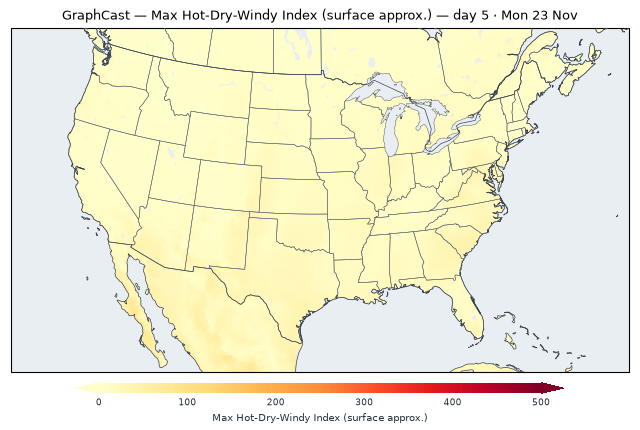 GraphCast — Max Hot-Dry-Windy Index (surface approx.) — day 5 · Mon 23 Nov
0 100 200 300 400 500
Max Hot-Dry-Windy Index (surface approx.)